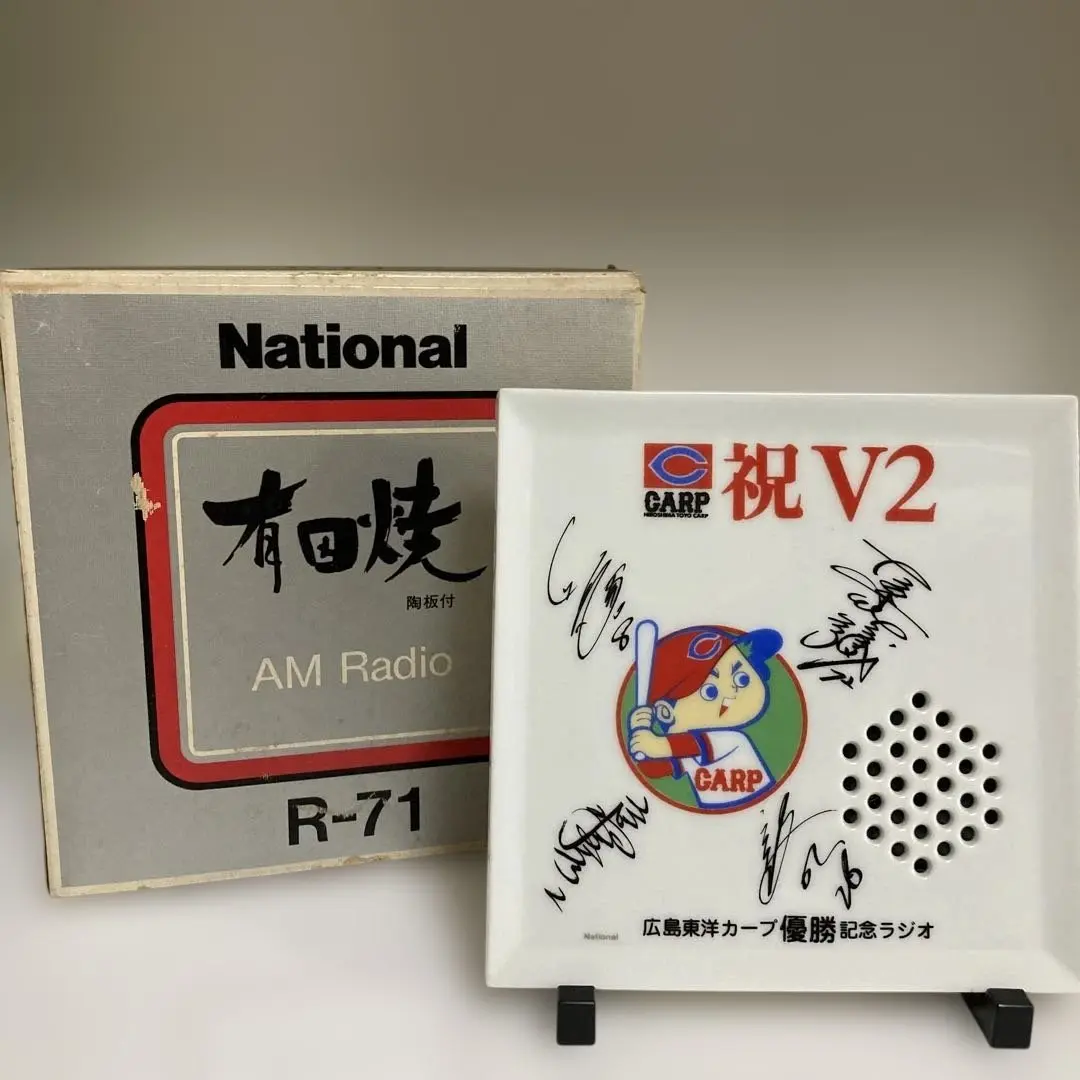 National
有田焼
陶板付
AM Radio
R-71
CARP
HIROSHIMA TOYO CARP
祝V2
CARP
広島東洋カープ優勝記念ラジオ
National